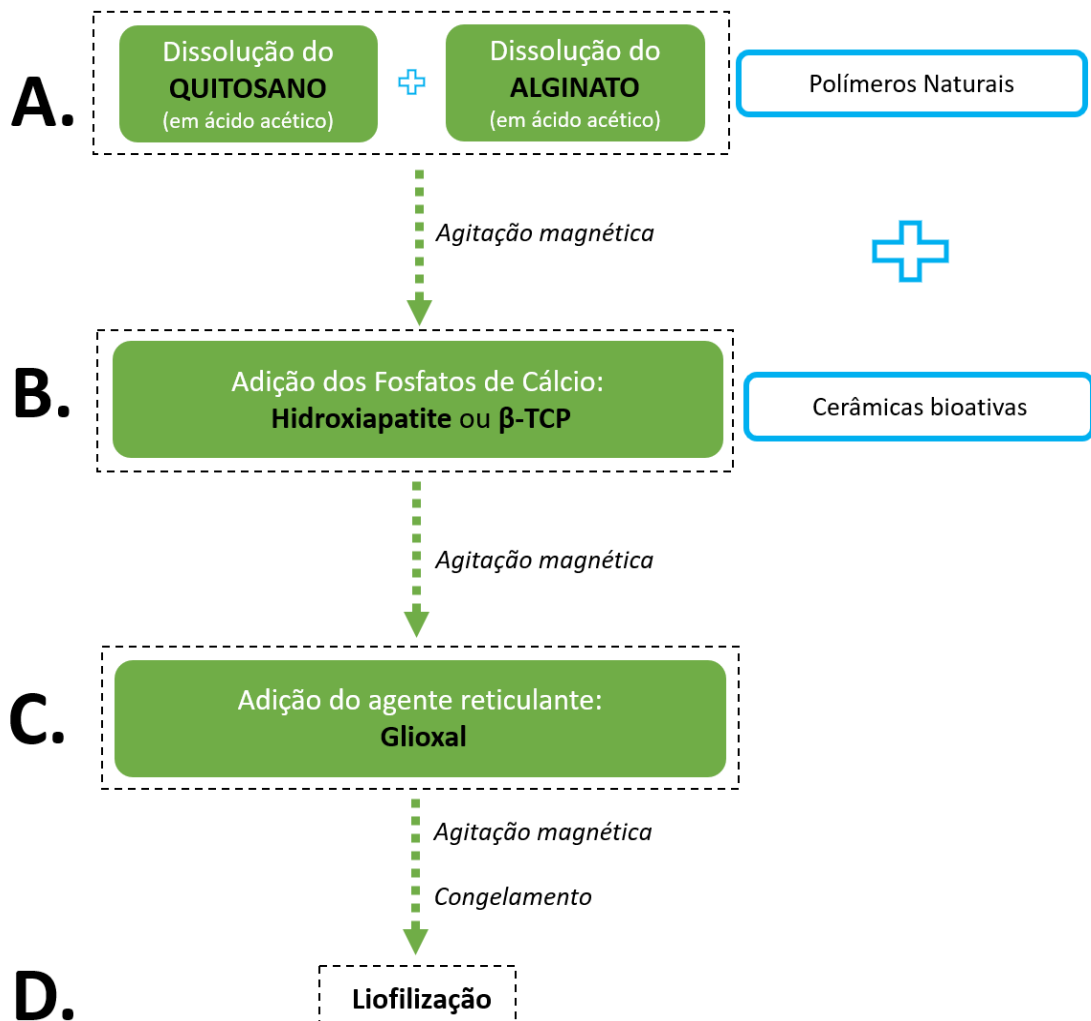 A.
Dissolução do
QUITOSANO
(em ácido acético)
Dissolução do
ALGINATO
(em ácido acético)
Polímeros Naturais
Agitação magnética
B.
Adição dos Fosfatos de Cálcio:
Hidroxiapatite ou β-TCP
Cerâmicas bioativas
Agitação magnética
C.
Adição do agente reticulante:
Glioxal
Agitação magnética
Congelamento
D.
Liofilização